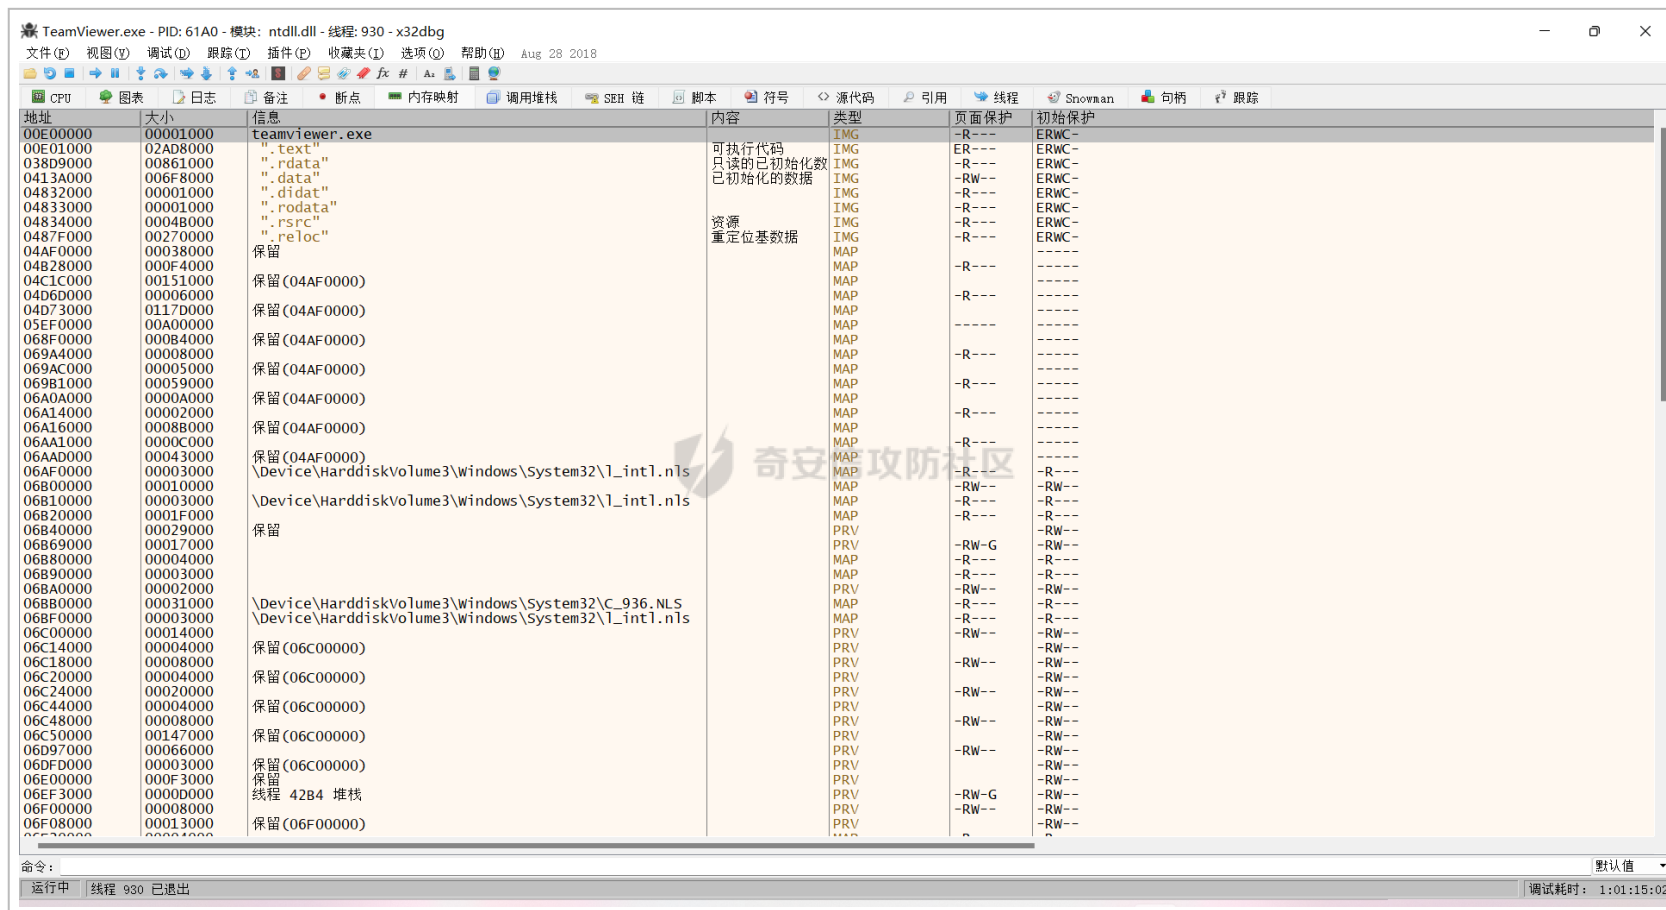 TeamViewer.exe - PID: 61A0 - 模块: ntdll.dll - 线程: 930 - x32dbg
文件(F) 视图(V) 调试(D) 跟踪(T) 插件(P) 收藏夹(I) 选项(O) 帮助(H) Aug 28 2018
CPU 图表 日志 备注 断点 内存映射 调用堆栈 SEH 链 脚本 符号 源代码 引用 线程 Snowman 句柄 跟踪
地址 大小 信息 内容 类型 页面保护 初始保护
00E00000 00001000 teamviewer.exe IMG -R--- ERWC-
00E01000 02AD8000 ".text" 可执行代码 IMG ER--- ERWC-
038D9000 00861000 ".rdata" 只读的已初始化数 IMG -R--- ERWC-
0413A000 006F8000 ".data" 已初始化的数据 IMG -RW-- ERWC-
04832000 00001000 ".didat" IMG -R--- ERWC-
04833000 00001000 ".rodata" IMG -R--- ERWC-
04834000 0004B000 ".rsrc" 资源 IMG -R--- ERWC-
0487F000 00270000 ".reloc" 重定位基数据 IMG -R--- ERWC-
04AF0000 00038000 保留 MAP -----
04B28000 000F4000 MAP -R--- -----
04C1C000 00151000 保留(04AF0000) MAP -----
04D6D000 00006000 MAP -R--- -----
04D73000 0117D000 保留(04AF0000) MAP -----
05EF0000 00A00000 MAP ----- -----
068F0000 000B4000 保留(04AF0000) MAP -----
069A4000 00008000 MAP -R--- -----
069AC000 00005000 保留(04AF0000) MAP -----
069B1000 00059000 MAP -R--- -----
06A0A000 0000A000 保留(04AF0000) MAP -----
06A14000 00002000 MAP -R--- -----
06A16000 0008B000 保留(04AF0000) MAP -----
06AA1000 0000C000 MAP -R--- -----
06AAD000 00043000 保留(04AF0000) MAP -----
06AF0000 00003000 \Device\HarddiskVolume3\Windows\System32\l_intl.nls MAP -R--- -R---
奇安信攻防社区
06B00000 00010000 MAP -RW-- -RW--
06B10000 00003000 \Device\HarddiskVolume3\Windows\System32\l_intl.nls MAP -R--- -R---
06B20000 0001F000 MAP -R--- -R---
06B40000 00029000 保留 PRV -RW--
06B69000 00017000 PRV -RW-G -RW--
06B80000 00004000 MAP -R--- -R---
06B90000 00003000 MAP -R--- -R---
06BA0000 00002000 PRV -RW-- -RW--
06BB0000 00031000 \Device\HarddiskVolume3\Windows\System32\C_936.NLS MAP -R--- -R---
06BF0000 00003000 \Device\HarddiskVolume3\Windows\System32\l_intl.nls MAP -R--- -R---
06C00000 00014000 PRV -RW-- -RW--
06C14000 00004000 保留(06C00000) PRV -RW--
06C18000 00008000 PRV -RW-- -RW--
06C20000 00004000 保留(06C00000) PRV -RW--
06C24000 00020000 PRV -RW-- -RW--
06C44000 00004000 保留(06C00000) PRV -RW--
06C48000 00008000 PRV -RW-- -RW--
06C50000 00147000 保留(06C00000) PRV -RW--
06D97000 00066000 PRV -RW-- -RW--
06DFD000 00003000 保留(06C00000) PRV -RW--
06E00000 000F3000 保留 PRV -RW--
06EF3000 0000D000 线程 42B4 堆栈 PRV -RW-G -RW--
06F00000 00008000 PRV -RW-- -RW--
06F08000 00013000 保留(06F00000) PRV -RW--
命令: 默认值
运行中 线程 930 已退出 调试耗时: 1:01:15:02